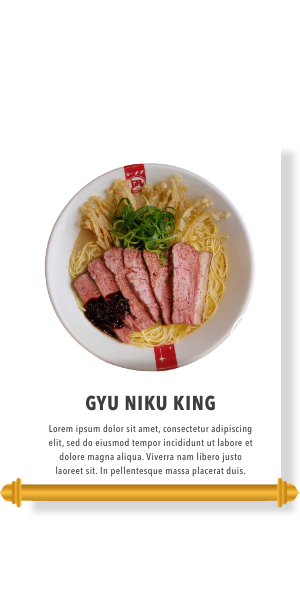 GYU NIKU KING
Lorem ipsum dolor sit amet, consectetur adipiscing
elit, sed do eiusmod tempor incididunt ut labore et
dolore magna aliqua. Viverra nam libero justo
laoreet sit. In pellentesque massa placerat duis.